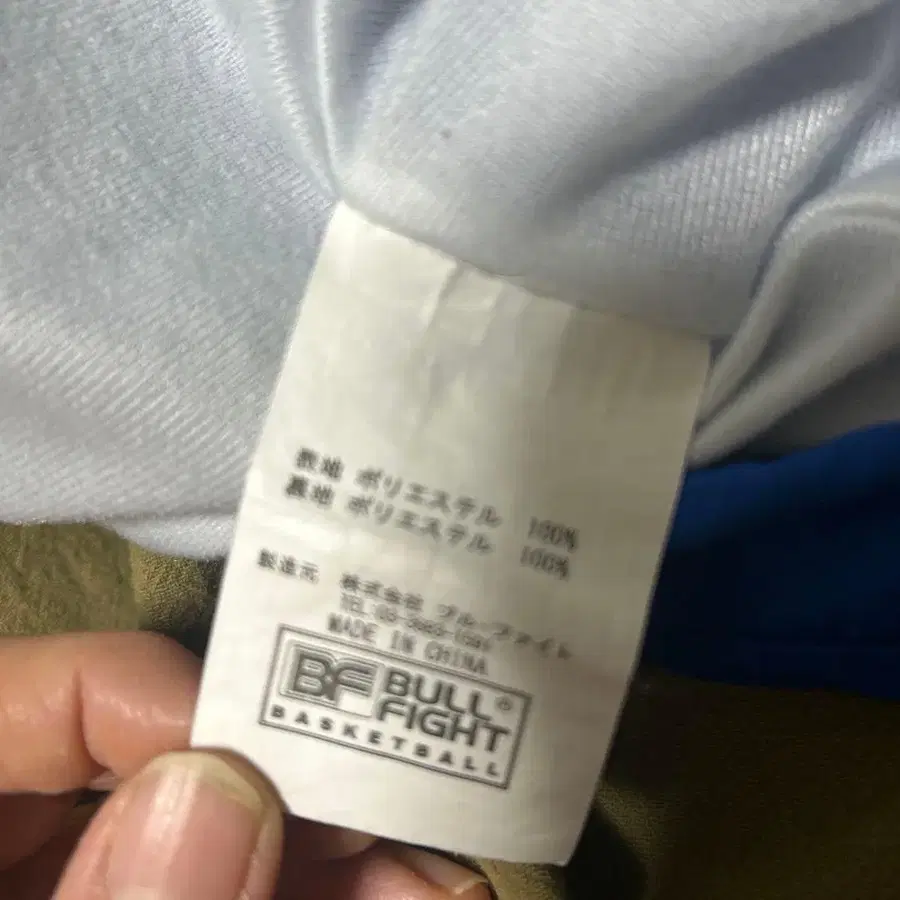 表地 ポリエステル 100%
裏地 ポリエステル 100%
製造元 株式会社 ブルーファイト
MADE IN CHINA
BF BULL FIGHT®
BASKETBALL